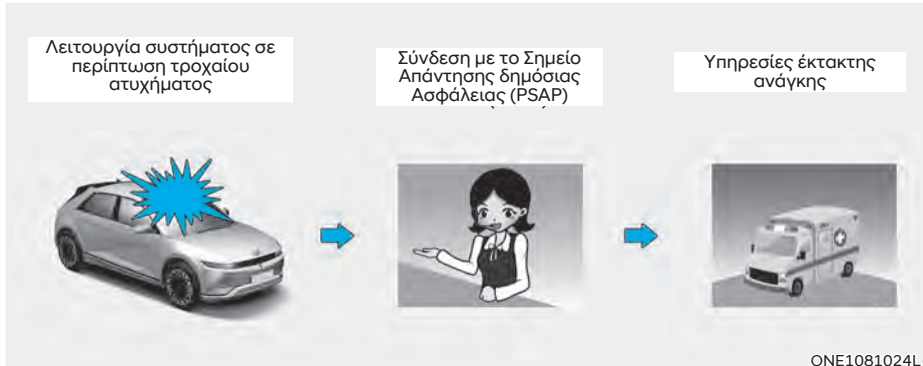 Λειτουργία συστήματος σε
περίπτωση τροχαίου
ατυχήματος
Σύνδεση με το Σημείο
Απάντησης δημόσιας
Ασφάλειας (PSAP)
Υπηρεσίες έκτακτης
ανάγκης
ONE1081024L